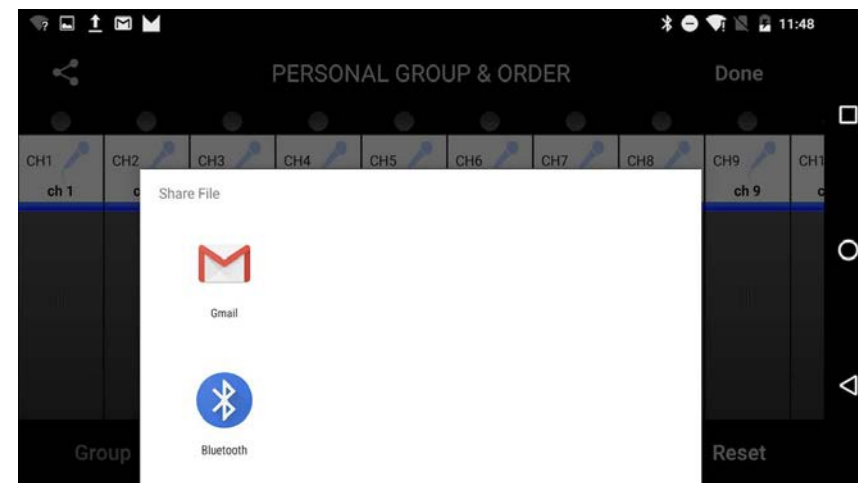 11:48
PERSONAL GROUP & ORDER
Done
CH1 CH2 CH3 CH4 CH5 CH6 CH7 CH8 CH9 CH1
ch 1 c ch 9 c
Share File
Gmail
Bluetooth
Group
Reset